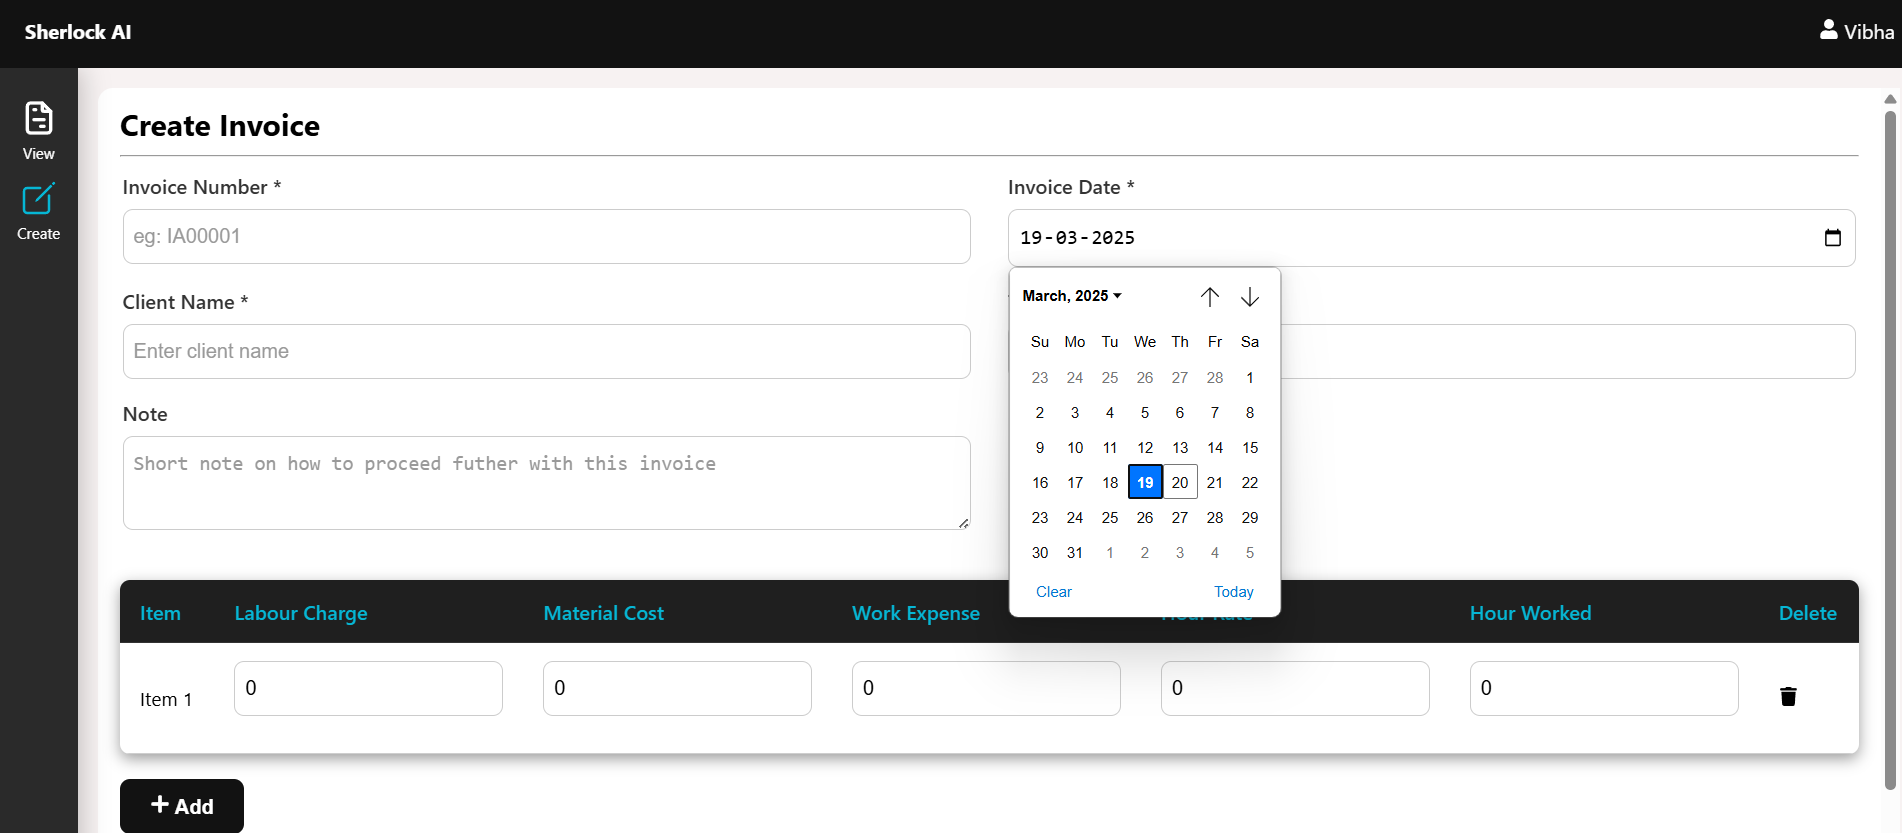 Sherlock AI
Vibha
View
Create
Create Invoice
Invoice Number *
Invoice Date *
eg: IA00001
19-03-2025
Client Name *
Enter client name
Note
Short note on how to proceed futher with this invoice
March, 2025
Su Mo Tu We Th Fr Sa
23 24 25 26 27 28 1
2 3 4 5 6 7 8
9 10 11 12 13 14 15
16 17 18 19 20 21 22
23 24 25 26 27 28 29
30 31 1 2 3 4 5
Clear Today
Item Labour Charge Material Cost Work Expense Hour Rate Hour Worked Delete
Item 1 0 0 0 0 0
+ Add